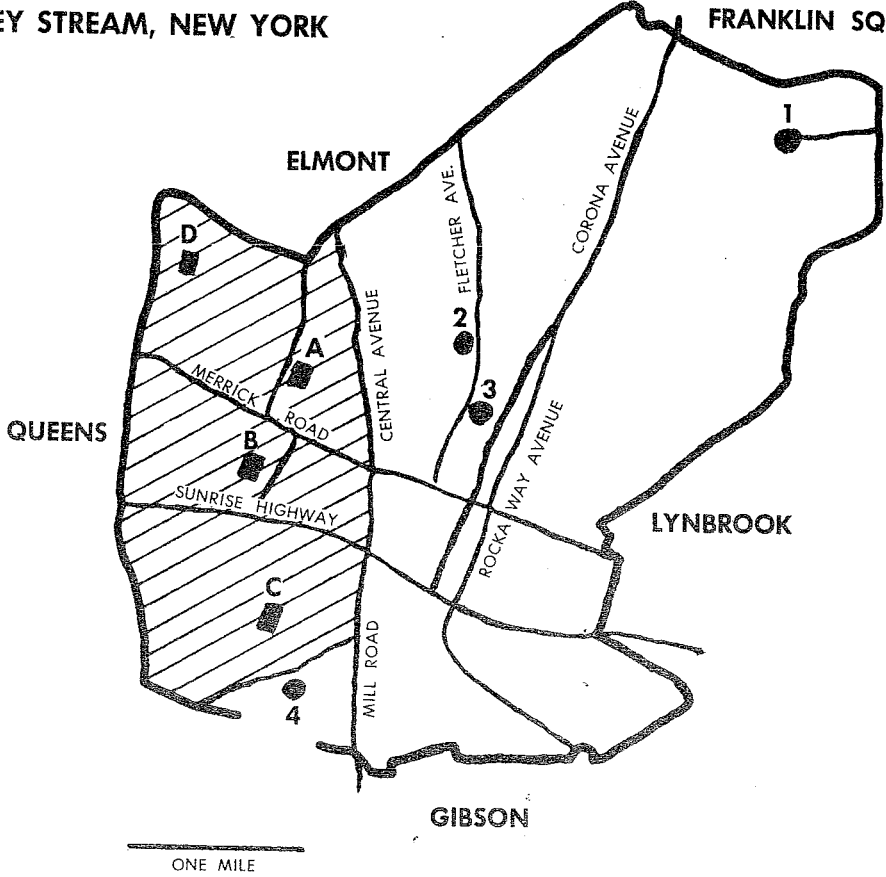 EY STREAM, NEW YORK
FRANKLIN SQ
1
ELMONT
CORONA AVENUE
FLETCHER AVE.
D
2
A
CENTRAL AVENUE
3
MERRICK ROAD
QUEENS
B
ROCKAWAY AVENUE
SUNRISE HIGHWAY
LYNBROOK
C
MILL ROAD
4
GIBSON
ONE MILE